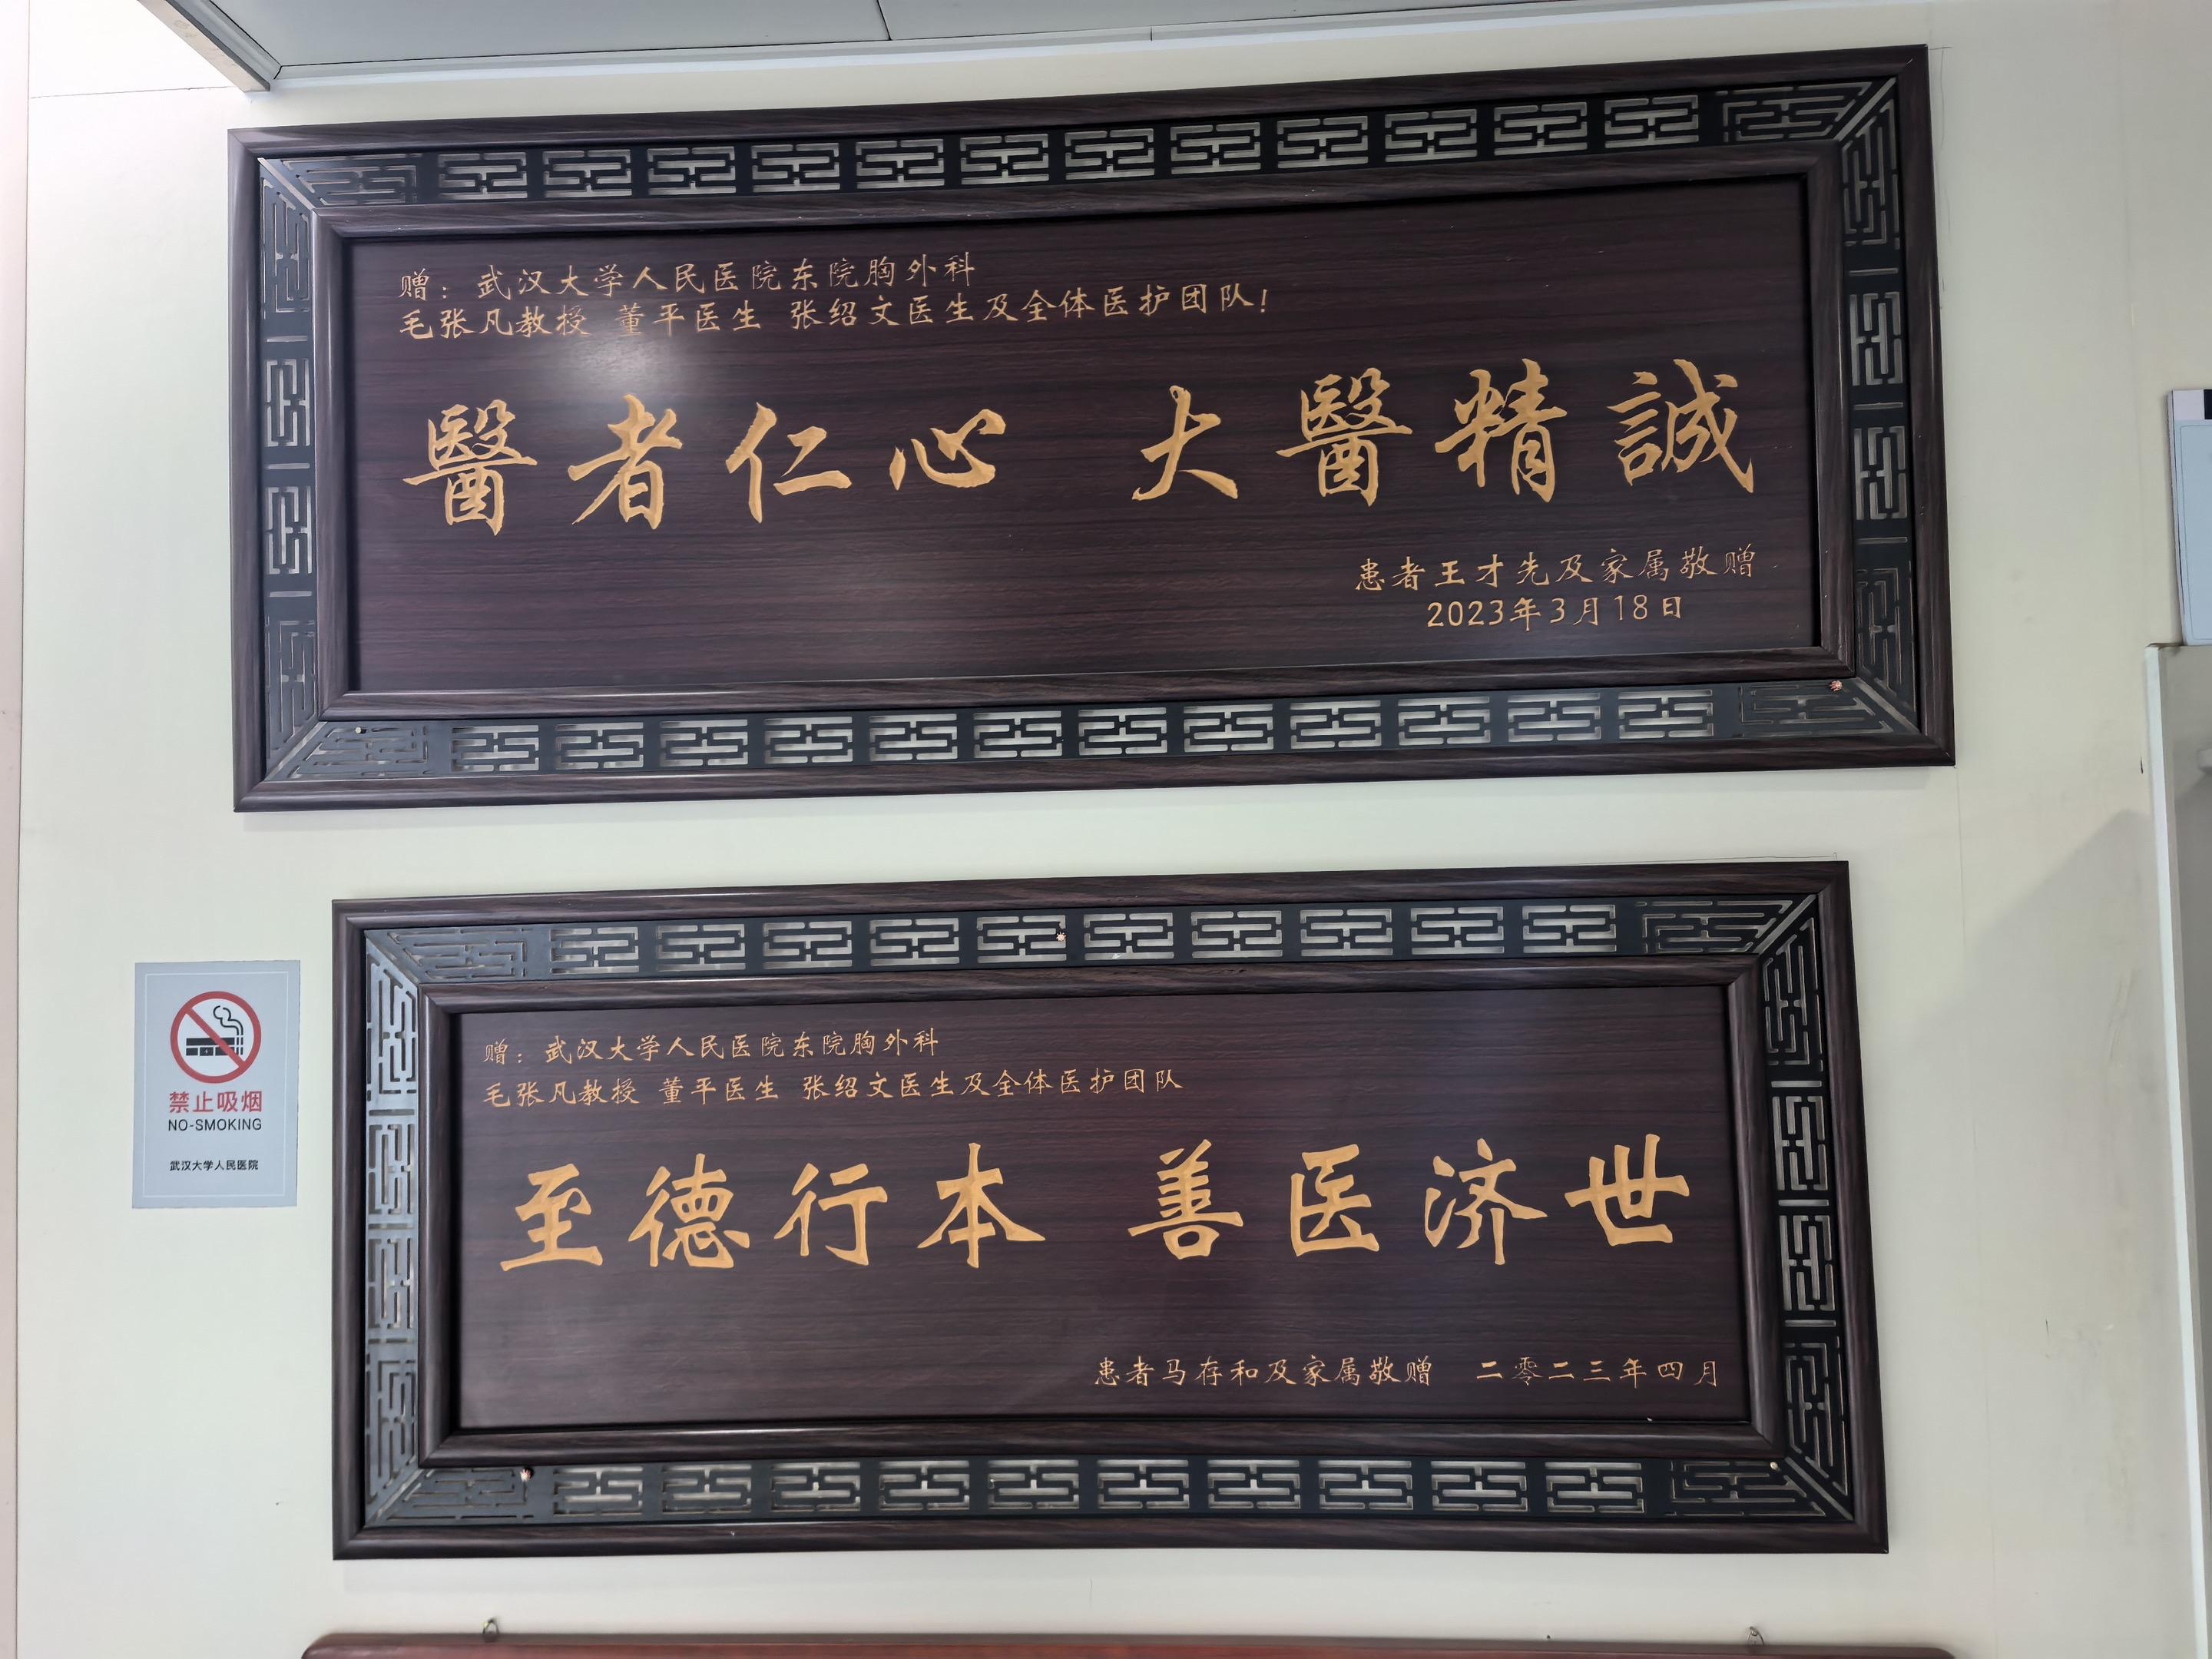 赠：武汉大学人民医院东院胸外科
毛张凡教授 董平医生 张绍文医生及全体医护团队！
醫者仁心 大醫精誠
患者王才先及家属敬赠
2023年3月18日
赠：武汉大学人民医院东院胸外科
毛张凡教授 董平医生 张绍文医生及全体医护团队
至德行本 善医济世
患者马存和及家属敬赠 二零二三年四月
禁止吸烟
NO-SMOKING
武汉大学人民医院